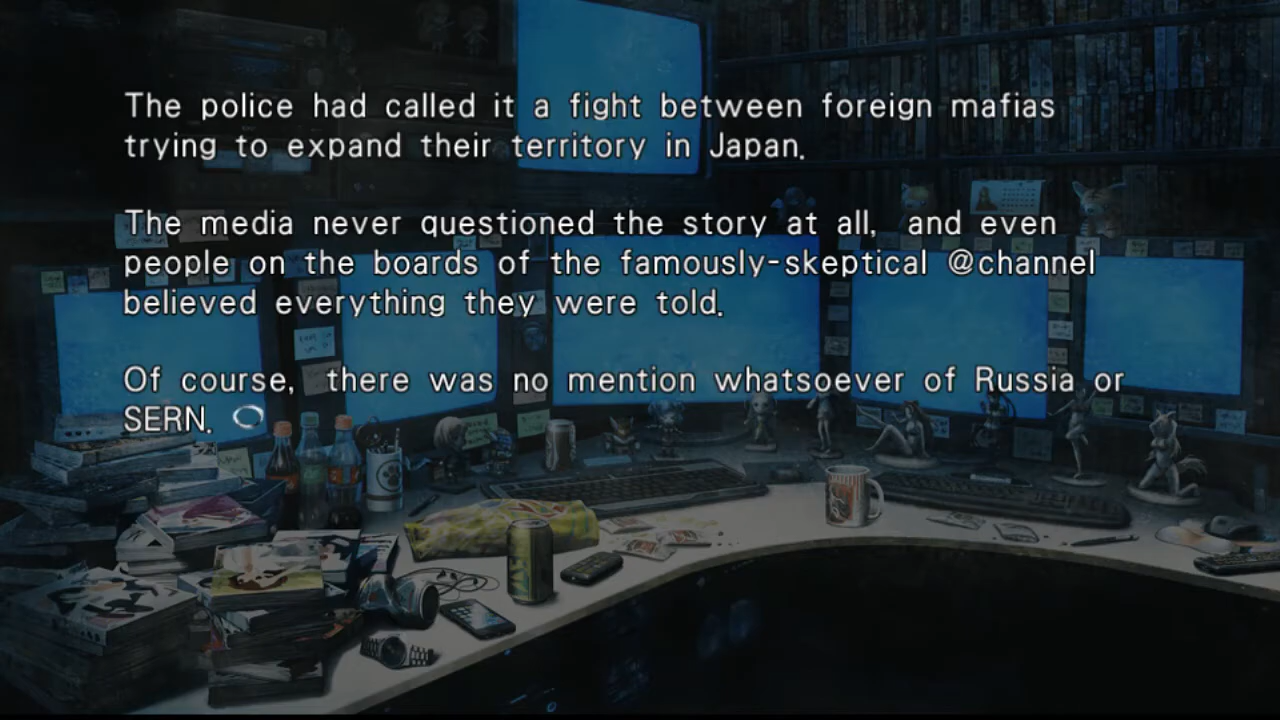 The police had called it a fight between foreign mafias
trying to expand their territory in Japan.
The media never questioned the story at all, and even
people on the boards of the famously-skeptical @channel
believed everything they were told.
Of course, there was no mention whatsoever of Russia or
SERN.